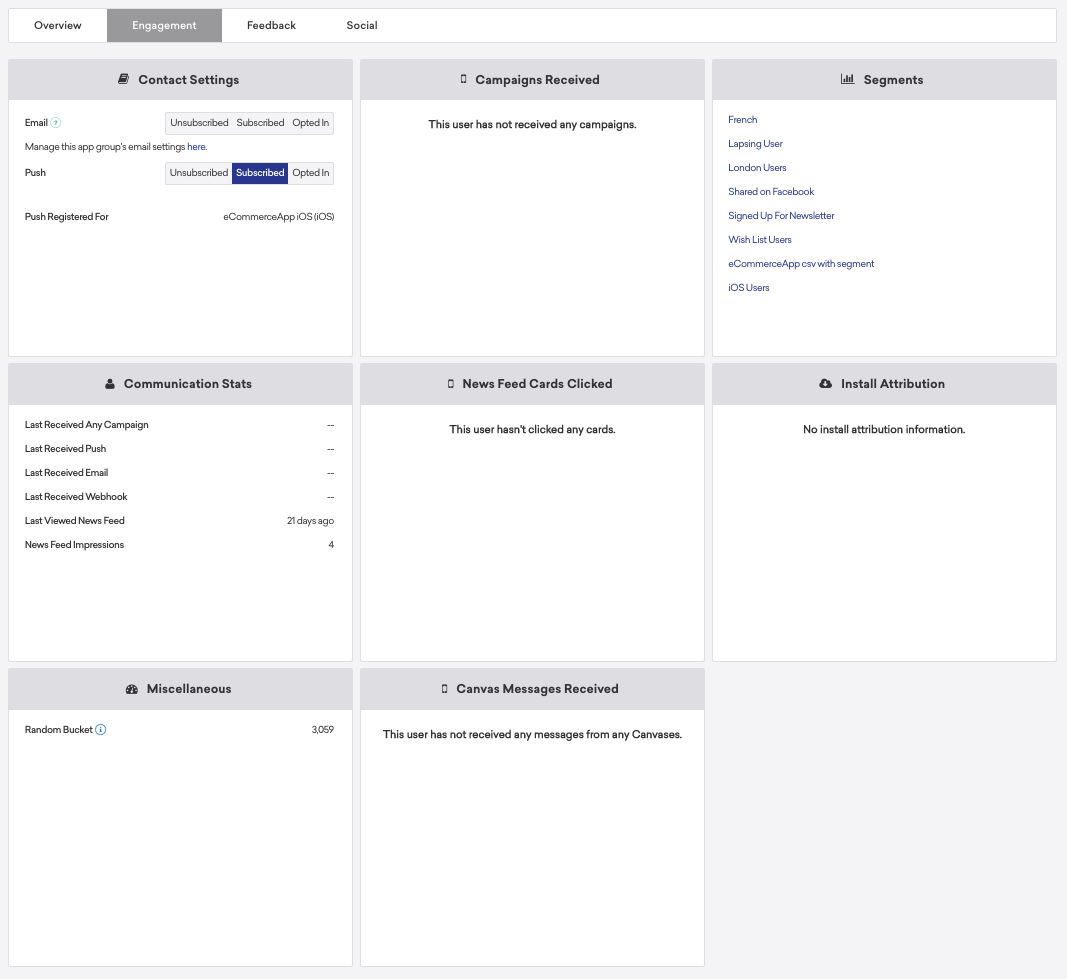 Overview Engagement Feedback Social
Contact Settings
Email ?
Unsubscribed Subscribed Opted In
Manage this app group's email settings here.
Push
Unsubscribed Subscribed Opted In
Push Registered For eCommerceApp iOS (iOS)
Campaigns Received
This user has not received any campaigns.
Segments
French
Lapsing User
London Users
Shared on Facebook
Signed Up For Newsletter
Wish List Users
eCommerceApp csv with segment
iOS Users
Communication Stats
Last Received Any Campaign --
Last Received Push --
Last Received Email --
Last Received Webhook --
Last Viewed News Feed 21 days ago
News Feed Impressions 4
News Feed Cards Clicked
This user hasn't clicked any cards.
Install Attribution
No install attribution information.
Miscellaneous
Random Bucket i 3,059
Canvas Messages Received
This user has not received any messages from any Canvases.